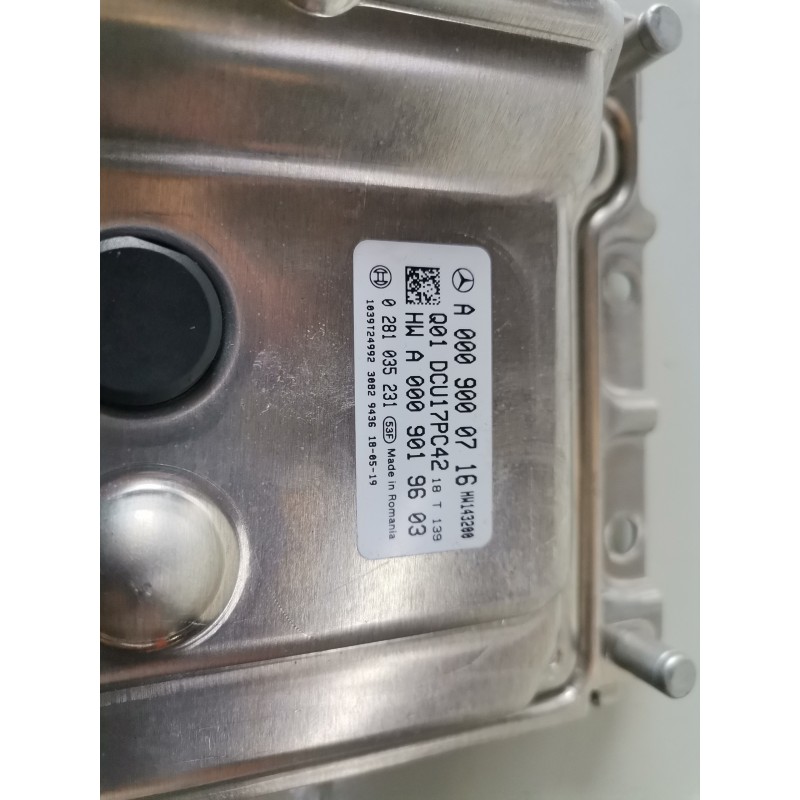 A 000 900 07 16 HW143200
Q01 DCU17PC42 18 T 139
HW A 000 901 96 03
0 281 035 231 53F Made in Romania
1039T24992 3082 9436 18-05-19